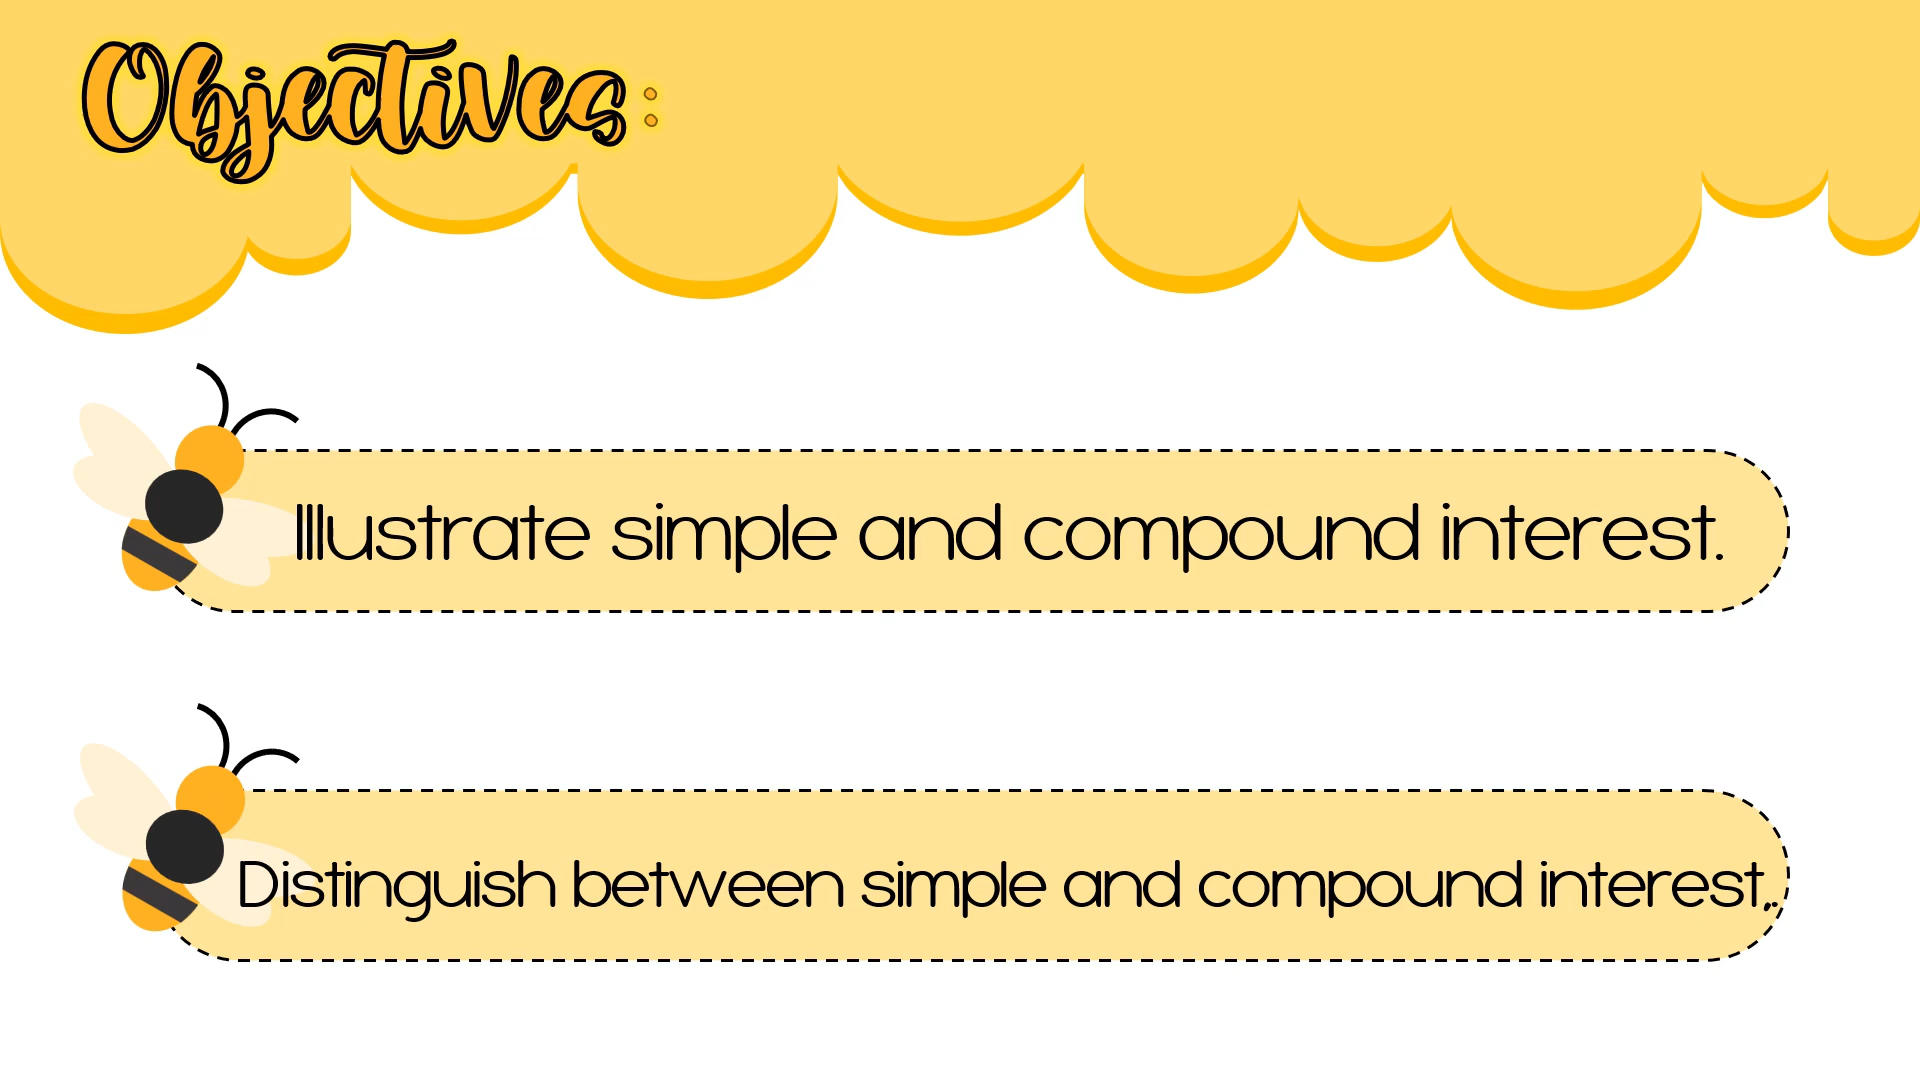 Objectives:
Illustrate simple and compound interest.
Distinguish between simple and compound interest,.